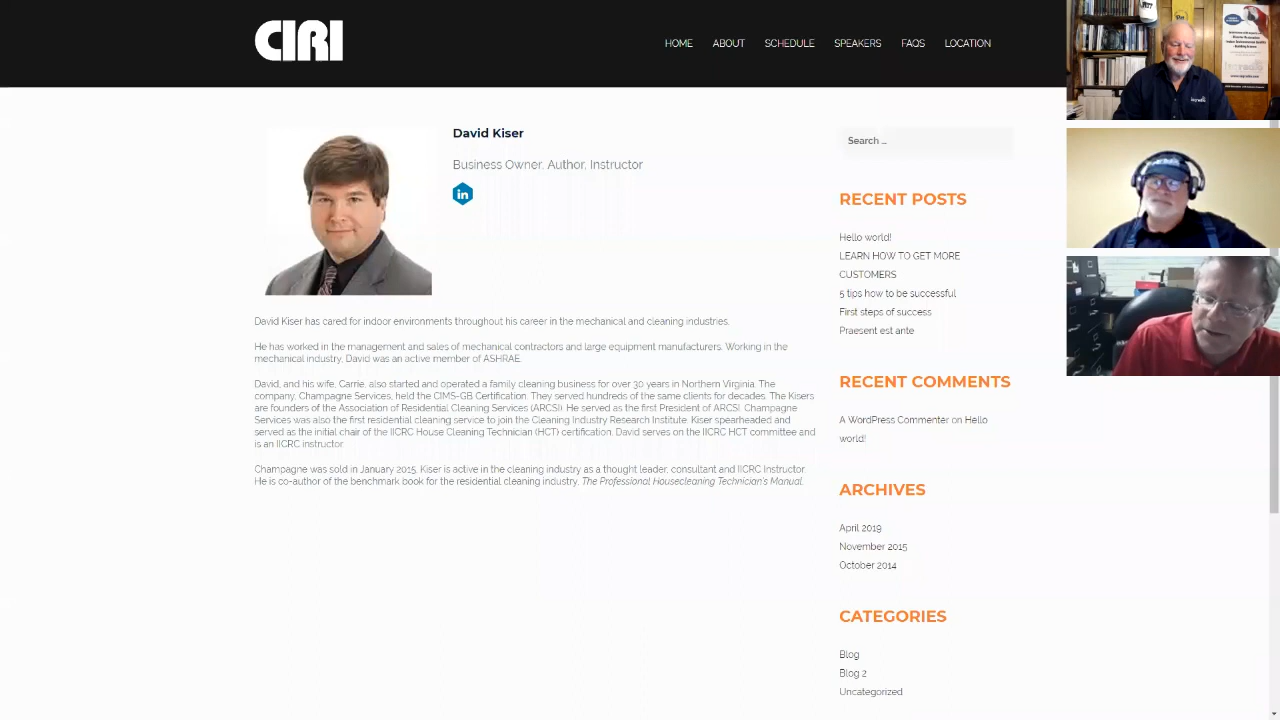 CIRI
HOME
ABOUT
SCHEDULE
SPEAKERS
FAQS
LOCATION
David Kiser
Business Owner, Author, Instructor
in
David Kiser has cared for indoor environments throughout his career in the mechanical and cleaning industries.
He has worked in the management and sales of mechanical contractors and large equipment manufacturers. Working in the
mechanical industry, David was an active member of ASHRAE.
David, and his wife, Carrie, also started and operated a family cleaning business for over 30 years in Northern Virginia. The
company, Champagne Services, held the CIMS-GB Certification. They served hundreds of the same clients for decades. The Kisers
are founders of the Association of Residential Cleaning Services (ARCSI). He served as the first President of ARCSI. Champagne
Services was also the first residential cleaning service to join the Cleaning Industry Research Institute. Kiser spearheaded and
served as the initial chair of the IICRC House Cleaning Technician (HCT) certification. David serves on the IICRC HCT committee and
is an IICRC instructor.
Champagne was sold in January 2015. Kiser is active in the cleaning industry as a thought leader, consultant and IICRC Instructor.
He is co-author of the benchmark book for the residential cleaning industry, The Professional Housecleaning Technician's Manual.
Search ...
RECENT POSTS
Hello world!
LEARN HOW TO GET MORE
CUSTOMERS
5 tips how to be successful
First steps of success
Praesent est ante
RECENT COMMENTS
A WordPress Commenter on Hello
world!
ARCHIVES
April 2019
November 2015
October 2014
CATEGORIES
Blog
Blog 2
Uncategorized